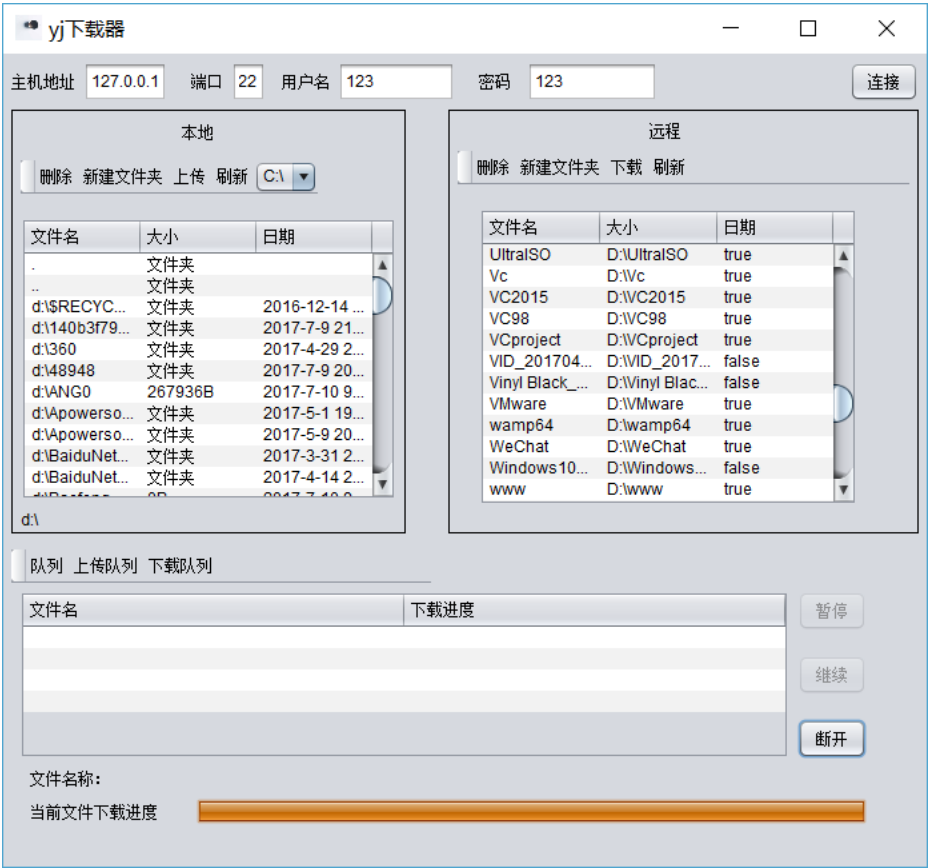 yj下载器
主机地址 127.0.0.1 端口 22 用户名 123 密码 123 连接
本地
删除 新建文件夹 上传 刷新 C:\
文件名 大小 日期
. 文件夹
.. 文件夹
d:\$RECYC... 文件夹 2016-12-14 ...
d:\140b3f79... 文件夹 2017-7-9 21...
d:\360 文件夹 2017-4-29 2...
d:\48948 文件夹 2017-7-9 20...
d:\ANG0 267936B 2017-7-10 9...
d:\Apowerso... 文件夹 2017-5-1 19...
d:\Apowerso... 文件夹 2017-5-9 20...
d:\BaiduNet... 文件夹 2017-3-31 2...
d:\BaiduNet... 文件夹 2017-4-14 2...
d:\
远程
删除 新建文件夹 下载 刷新
文件名 大小 日期
UltraISO D:\UltraISO true
Vc D:\Vc true
VC2015 D:\VC2015 true
VC98 D:\VC98 true
VCproject D:\VCproject true
VID_201704... D:\VID_2017... false
Vinyl Black_... D:\Vinyl Blac... false
VMware D:\VMware true
wamp64 D:\wamp64 true
WeChat D:\WeChat true
Windows10... D:\Windows... false
www D:\www true
队列 上传队列 下载队列
文件名 下载进度
暂停
继续
断开
文件名称:
当前文件下载进度